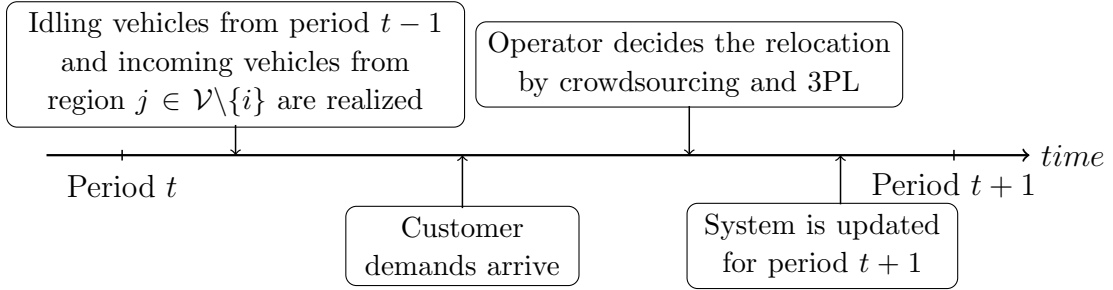 Idling vehicles from period t − 1
and incoming vehicles from
region j ∈ 𝒱\{i} are realized
Operator decides the relocation
by crowdsourcing and 3PL
time
Period t
Period t + 1
Customer
demands arrive
System is updated
for period t + 1